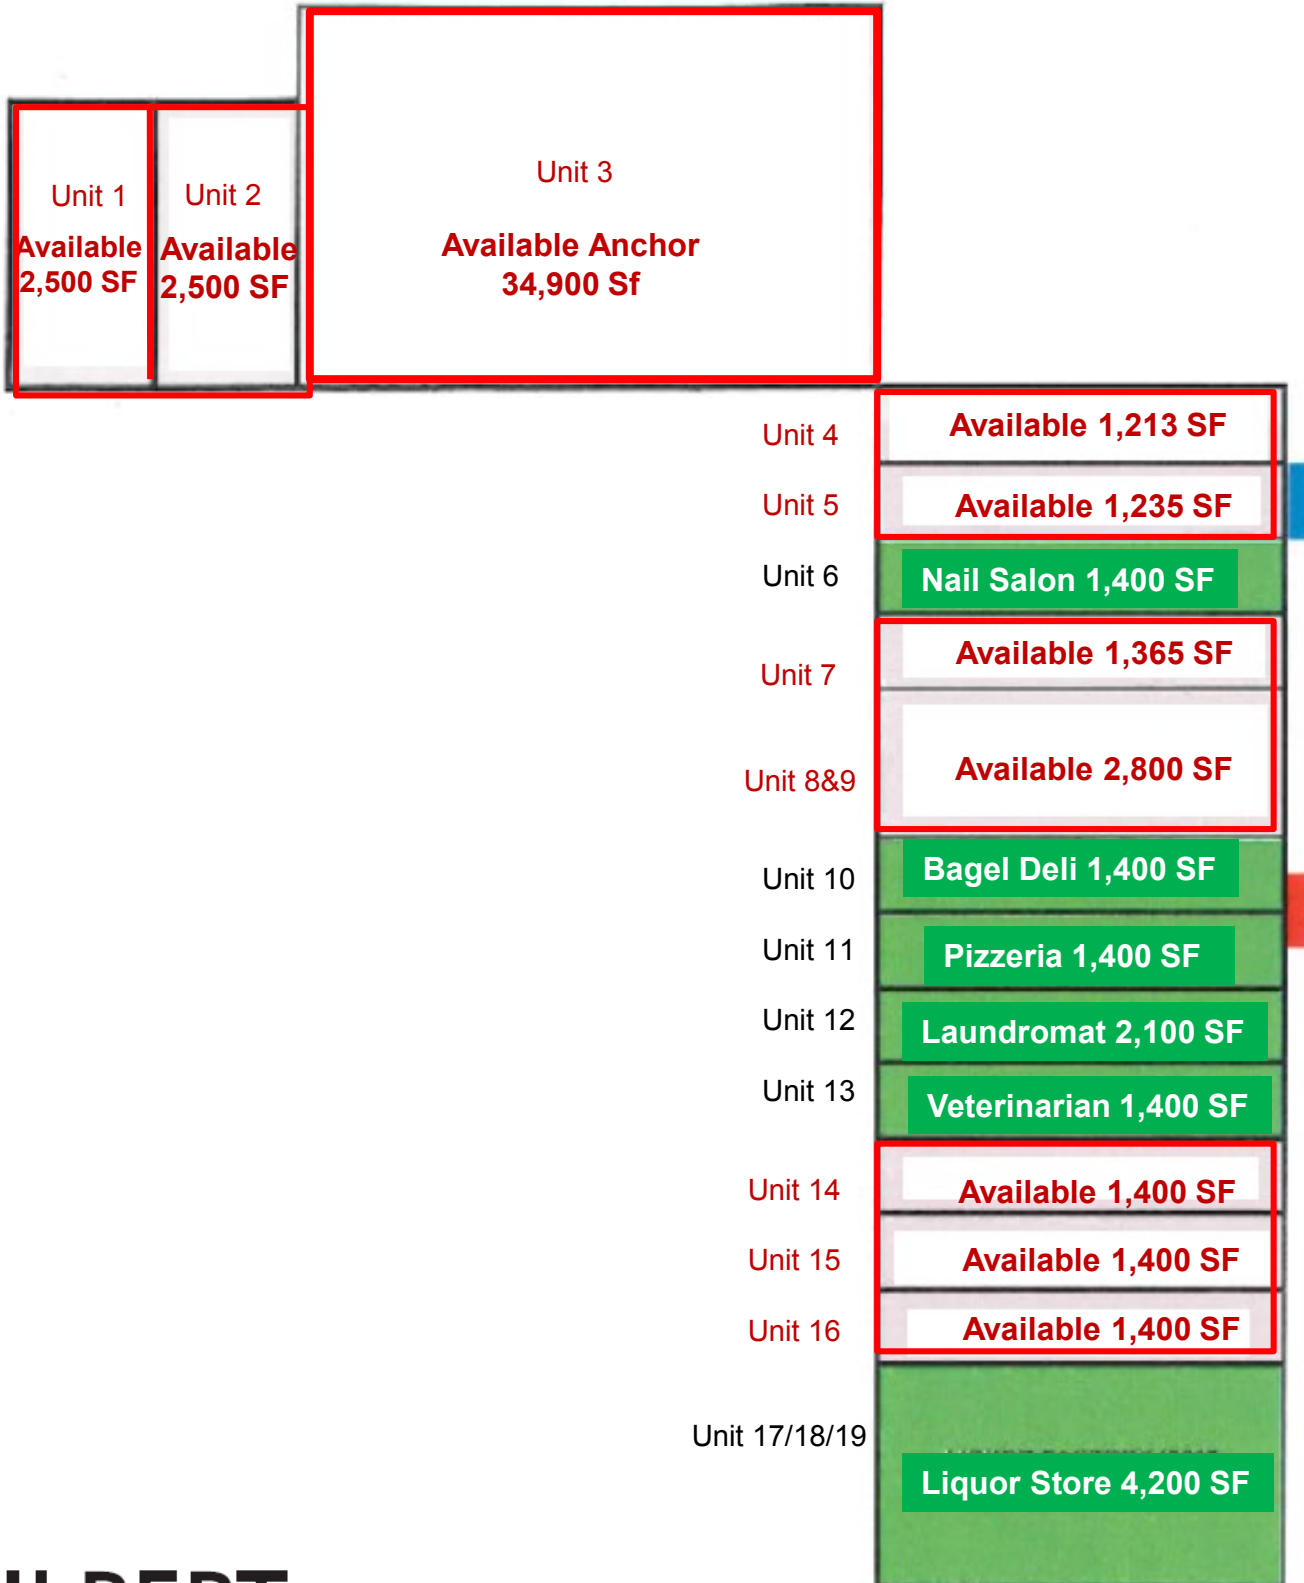 Unit 1
Available
2,500 SF
Unit 2
Available
2,500 SF
Unit 3
Available Anchor
34,900 Sf
Unit 4
Available 1,213 SF
Unit 5
Available 1,235 SF
Unit 6
Nail Salon 1,400 SF
Unit 7
Available 1,365 SF
Unit 8&9
Available 2,800 SF
Unit 10
Bagel Deli 1,400 SF
Unit 11
Pizzeria 1,400 SF
Unit 12
Laundromat 2,100 SF
Unit 13
Veterinarian 1,400 SF
Unit 14
Available 1,400 SF
Unit 15
Available 1,400 SF
Unit 16
Available 1,400 SF
Unit 17/18/19
Liquor Store 4,200 SF